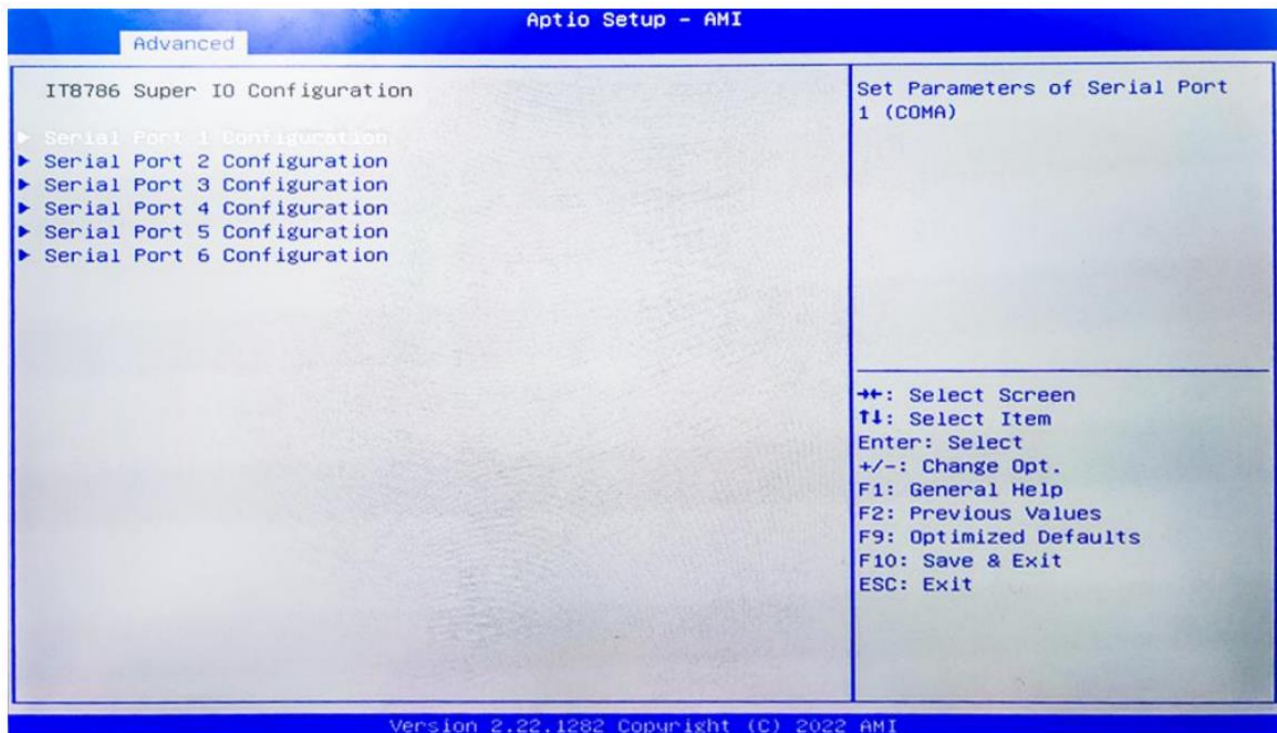 Aptio Setup - AMI
Advanced
IT8786 Super IO Configuration
► Serial Port 1 Configuration
► Serial Port 2 Configuration
► Serial Port 3 Configuration
► Serial Port 4 Configuration
► Serial Port 5 Configuration
► Serial Port 6 Configuration
Set Parameters of Serial Port
1 (COMA)
→←: Select Screen
↑↓: Select Item
Enter: Select
+/-: Change Opt.
F1: General Help
F2: Previous Values
F9: Optimized Defaults
F10: Save & Exit
ESC: Exit
Version 2.22.1282 Copyright (C) 2022 AMI